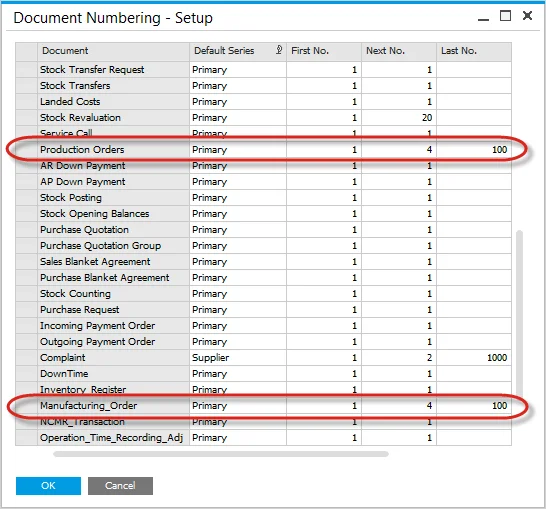 Document Numbering - Setup
Document Default Series First No. Next No. Last No.
Stock Transfer Request Primary 1 1
Stock Transfers Primary 1 1
Landed Costs Primary 1 1
Stock Revaluation Primary 1 20
Service Call Primary 1 1
Production Orders Primary 1 4 100
AR Down Payment Primary 1 1
AP Down Payment Primary 1 1
Stock Posting Primary 1 1
Stock Opening Balances Primary 1 1
Purchase Quotation Primary 1 1
Purchase Quotation Group Primary 1 1
Sales Blanket Agreement Primary 1 1
Purchase Blanket Agreement Primary 1 1
Stock Counting Primary 1 1
Purchase Request Primary 1 1
Incoming Payment Order Primary 1 1
Outgoing Payment Order Primary 1 1
Complaint Supplier 1 2 1000
DownTime Primary 1 1
Inventory_Register Primary 1 1
Manufacturing_Order Primary 1 4 100
NCMR_Transaction Primary 1 1
Operation_Time_Recording_Adj Primary 1 1
OK Cancel